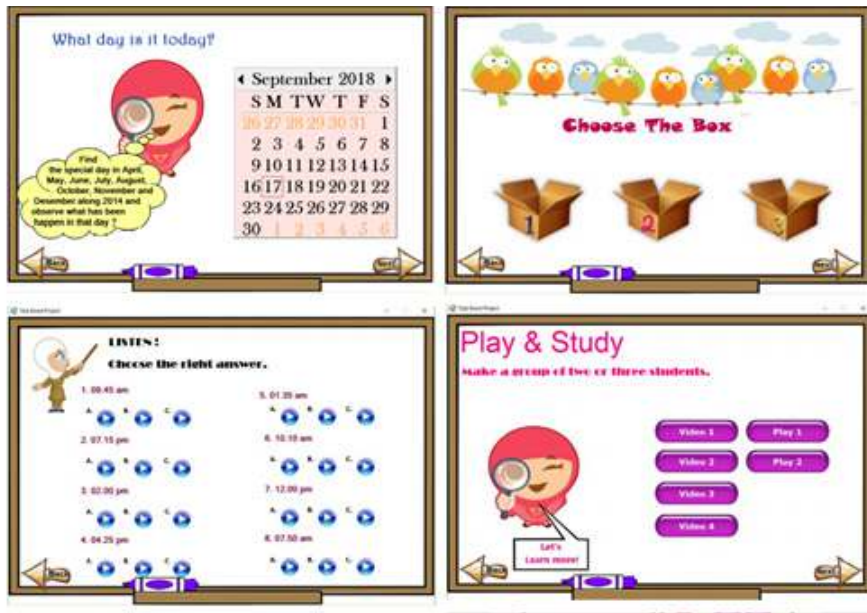 What day is it today?
September 2018
S M T W T F S
26 27 28 29 30 31 1
2 3 4 5 6 7 8
9 10 11 12 13 14 15
16 17 18 19 20 21 22
23 24 25 26 27 28 29
30 1 2 3 4 5 6
Find
the special day in April,
May, June, July, August,
October, November and
Desember along 2014 and
observe what has been
happen in that day ?
Back
Next
Choose The Box
1 2 3
Back
Next
LISTEN !
Choose the right answer.
1. 08.45 am
A. B. C.
2. 07.15 pm
A. B. C.
3. 02.00 pm
A. B. C.
4. 04.25 pm
A. B. C.
5. 01.35 am
A. B. C.
6. 10.10 am
A. B. C.
7. 12.00 pm
A. B. C.
8. 07.50 am
A. B. C.
Back
Play & Study
Make a group of two or three students.
Video 1 Play 1
Video 2 Play 2
Video 3
Video 4
Let's
Learn more!
Back
Next